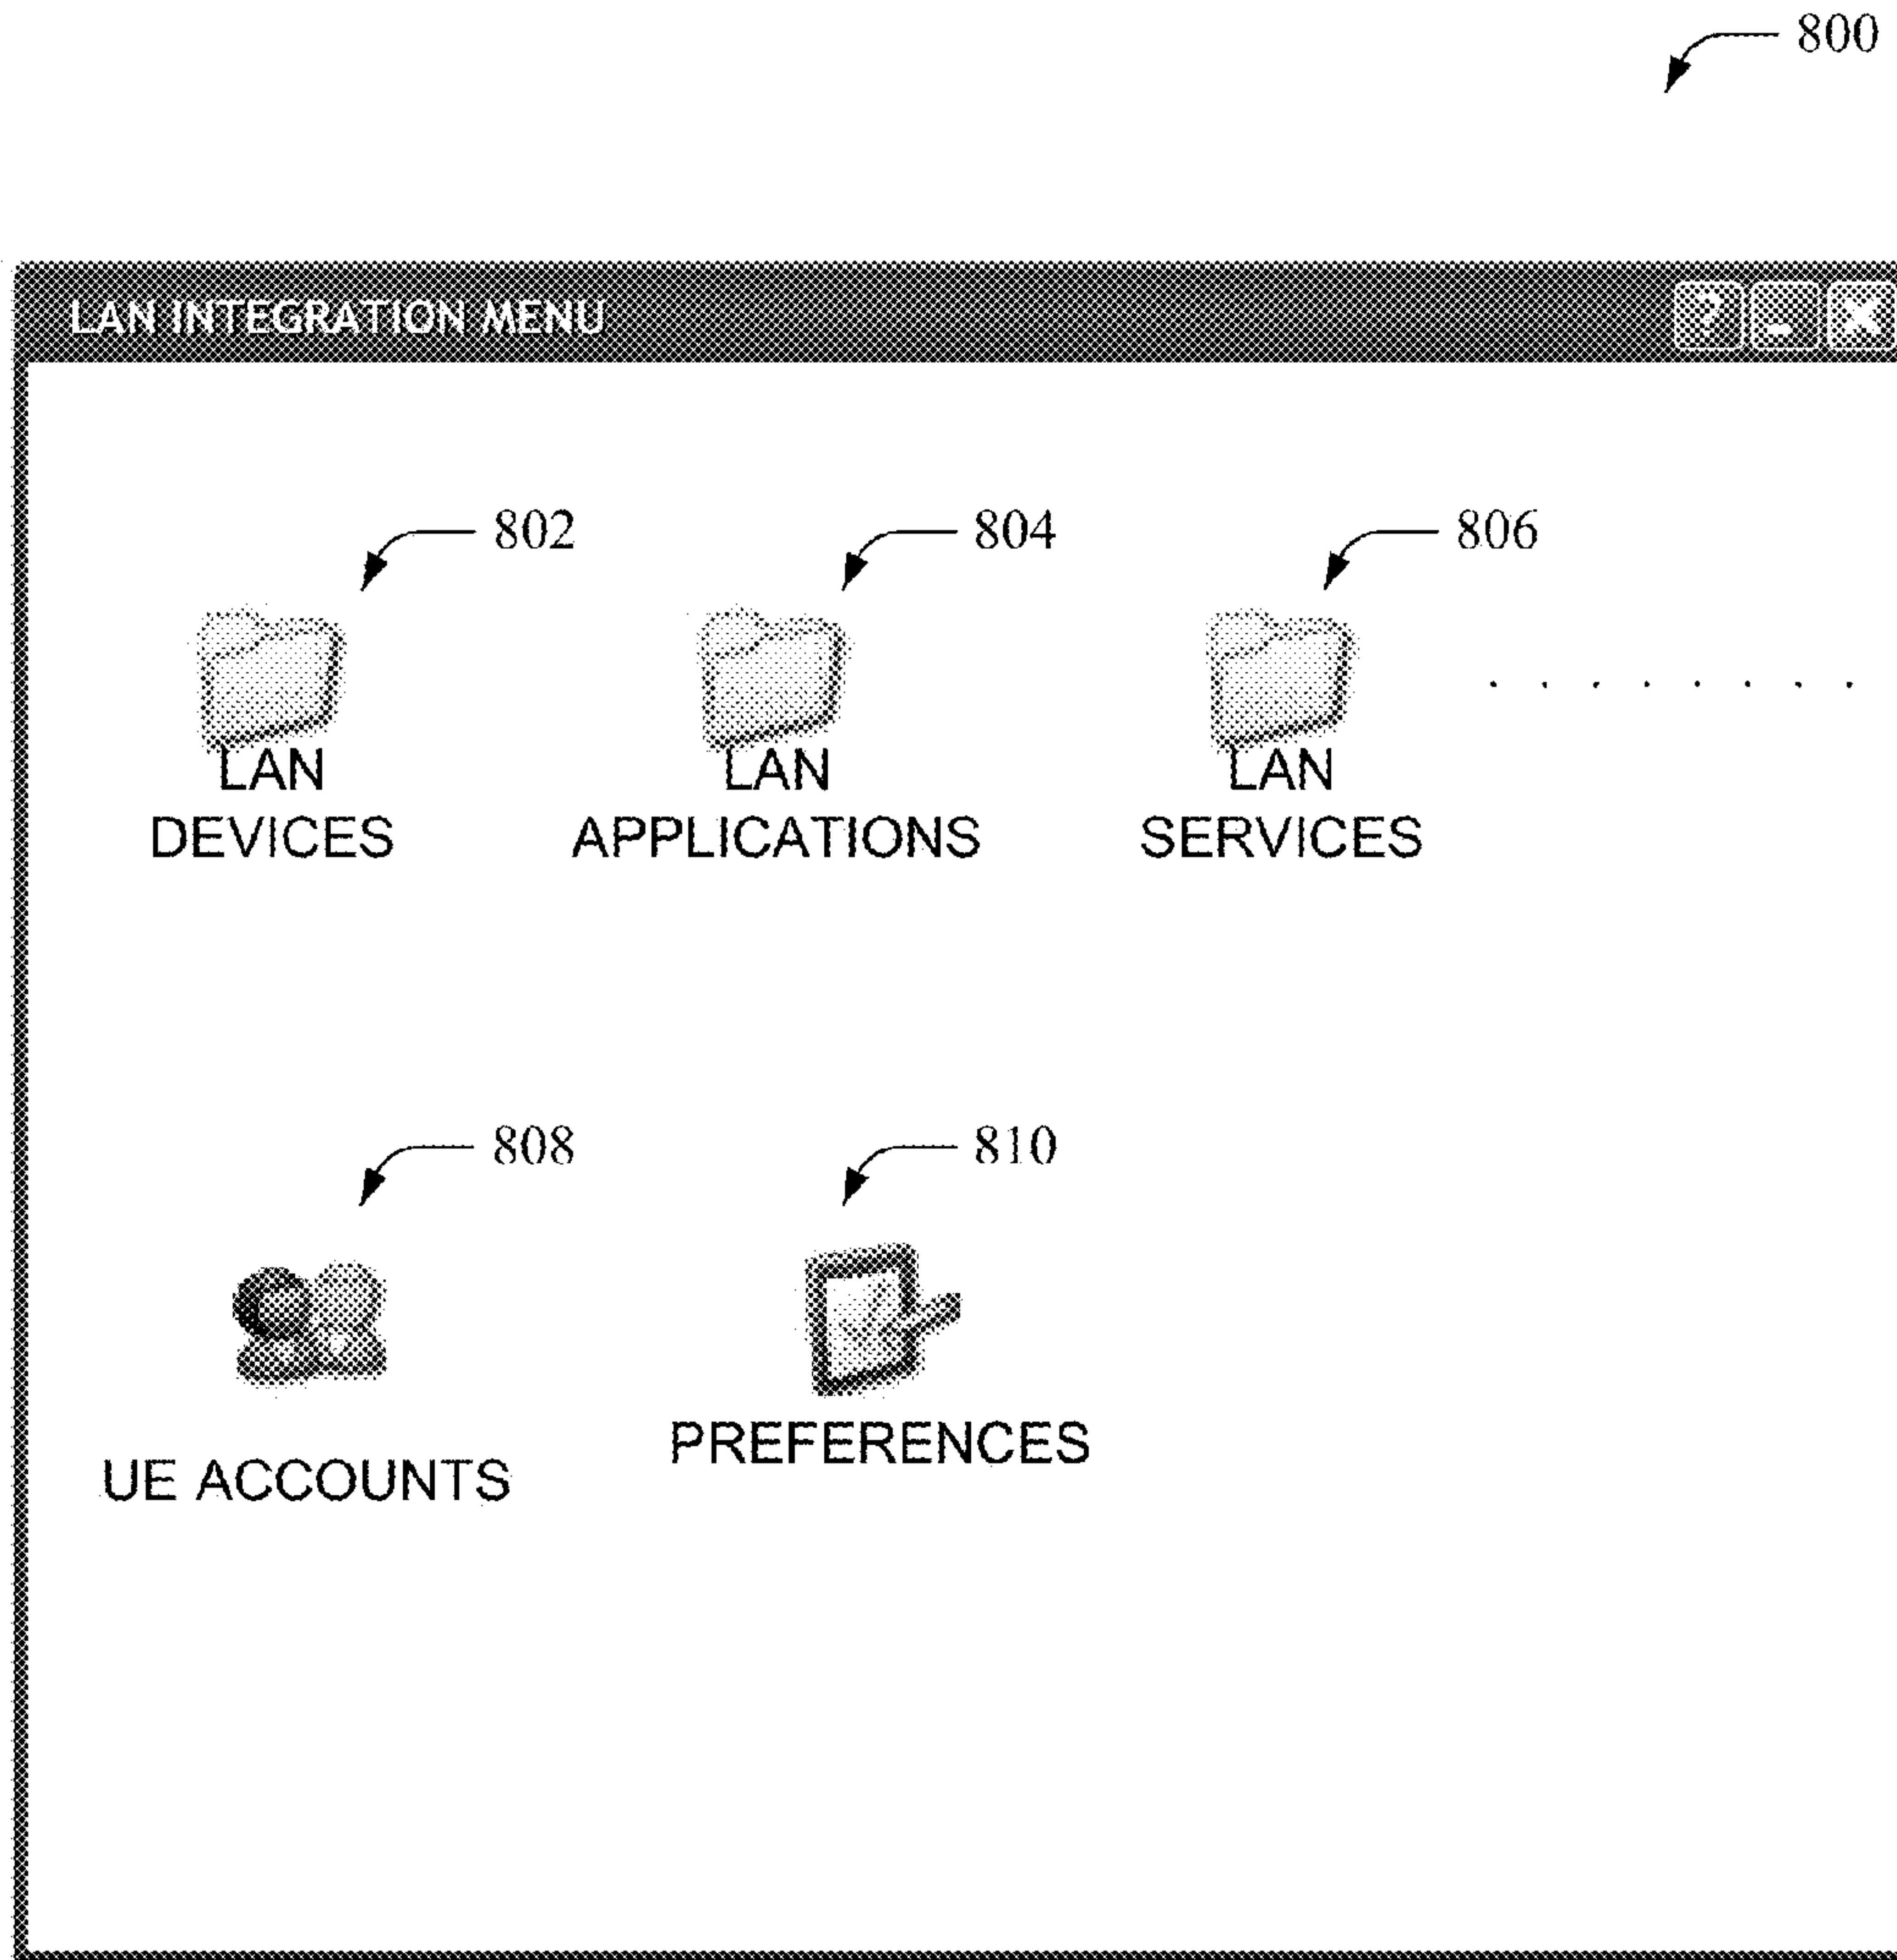 800
LAN INTEGRATION MENU
?
802
804
806
LAN
DEVICES
LAN
APPLICATIONS
LAN
SERVICES
808
810
UE ACCOUNTS
PREFERENCES